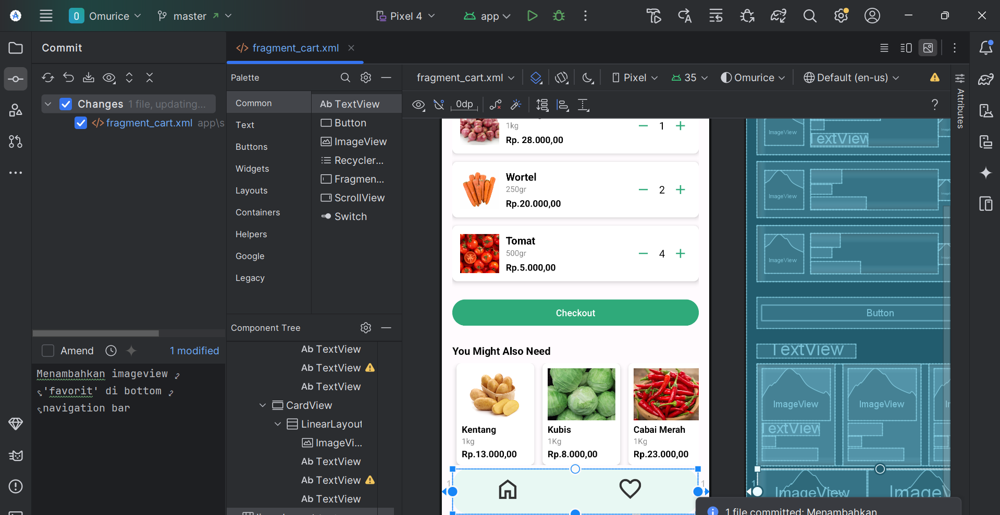 O Omurice master Pixel 4 app
Commit
fragment_cart.xml
Palette
fragment_cart.xml Pixel 35 Omurice Default (en-us)
Attributes
0dp ?
Changes 1 file, updating...
fragment_cart.xml app\s
Common
Text
Buttons
Widgets
Layouts
Containers
Helpers
Google
Legacy
Ab TextView
Button
ImageView
Recycler...
Fragmen...
ScrollView
Switch
Component Tree
Ab TextView
Ab TextView
Ab TextView
CardView
LinearLayout
ImageVi...
Ab TextView
Ab TextView
Ab TextView
Amend 1 modified
Menambahkan imageview
'favorit' di bottom
navigation bar
1kg
Rp. 28.000,00
1
Wortel
250gr
Rp.20.000,00
2
Tomat
500gr
Rp.5.000,00
4
Checkout
You Might Also Need
Kentang
1kg
Rp.13.000,00
Kubis
1Kg
Rp.8.000,00
Cabai Merah
1Kg
Rp.23.000,00
1 1
ImageView
TextView
ImageView
ImageView
Button
TextView
ImageView
ImageView
TextView
1
ImageView
ImageV
1 file committed: Menambahkan